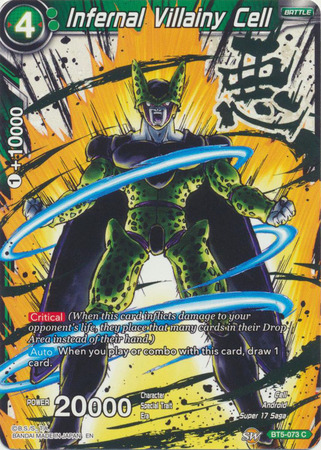 4
Infernal Villainy Cell
BATTLE
悪
1 + 10000
Critical (When this card inflicts damage to your
opponent's life, they place that many cards in their Drop
Area instead of their hand.)
Auto When you play or combo with this card, draw 1
card.
POWER 20000
Character Cell
Special Trait Android
Era Super 17 Saga
BANDAI MADE IN JAPAN EN
BT5-073 C